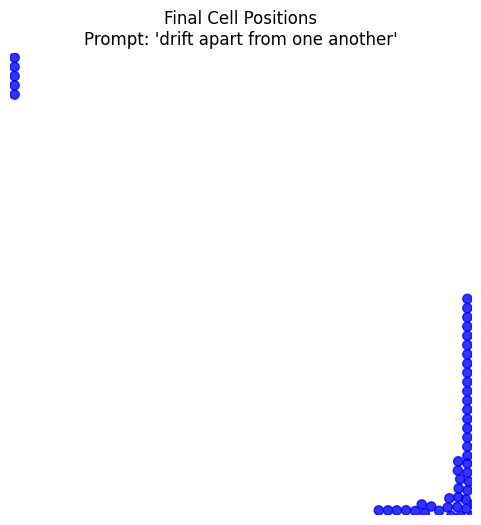 Final Cell Positions
Prompt: 'drift apart from one another'